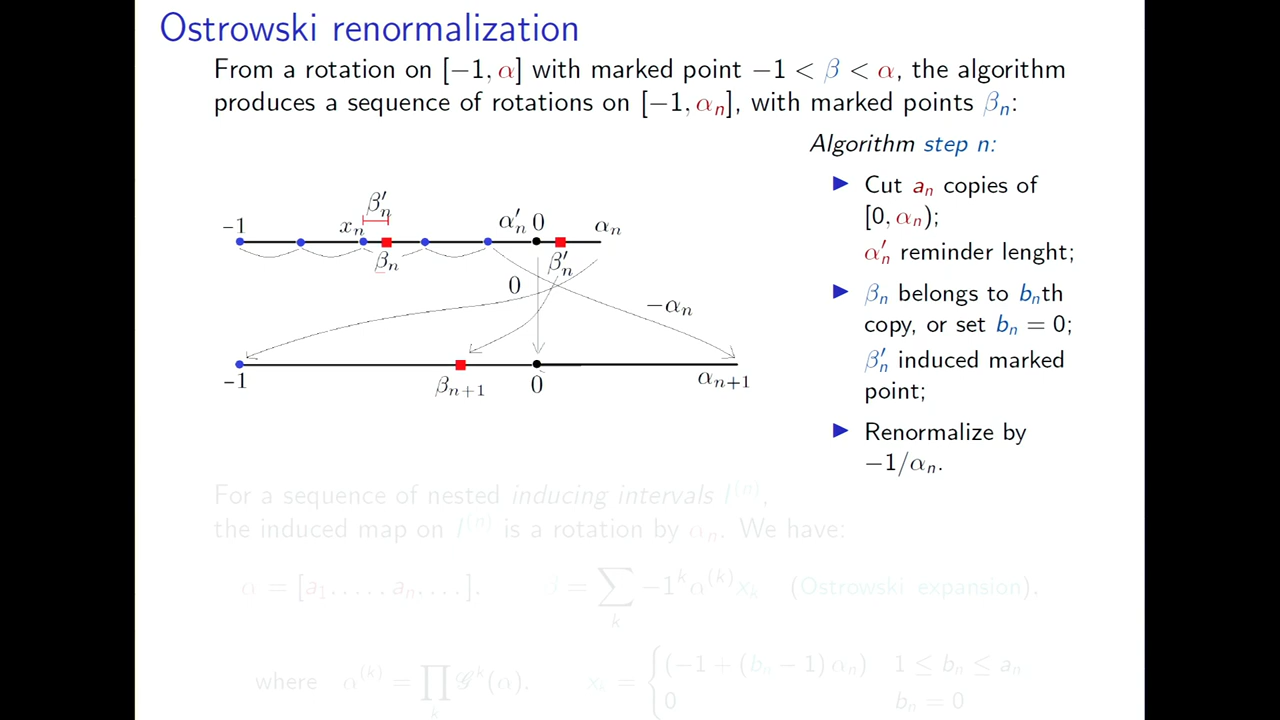 Ostrowski renormalization
From a rotation on [−1, α] with marked point −1 < β < α, the algorithm
produces a sequence of rotations on [−1, αₙ], with marked points βₙ:
Algorithm step n:
▶ Cut aₙ copies of
[0, αₙ);
α′ₙ reminder lenght;
▶ βₙ belongs to bₙth
copy, or set bₙ = 0;
β′ₙ induced marked
point;
▶ Renormalize by
−1/αₙ.
β′ₙ
−1 xₙ α′ₙ 0 αₙ
βₙ β′ₙ
0 −αₙ
−1 βₙ₊₁ 0 αₙ₊₁
For a sequence of nested inducing intervals I⁽ⁿ⁾,
the induced map on I⁽ⁿ⁾ is a rotation by αₙ. We have:
α = [a₁, . . . , aₙ, . . . ]. β = ∑ₖ −1ᵏα⁽ᵏ⁾xₖ (Ostrowski expansion),
where α⁽ᵏ⁾ = ∏ₖ 𝒢ᵏ(α). xₖ = { (−1 + (bₙ − 1) αₙ) 1 ≤ bₙ ≤ aₙ
0 bₙ = 0